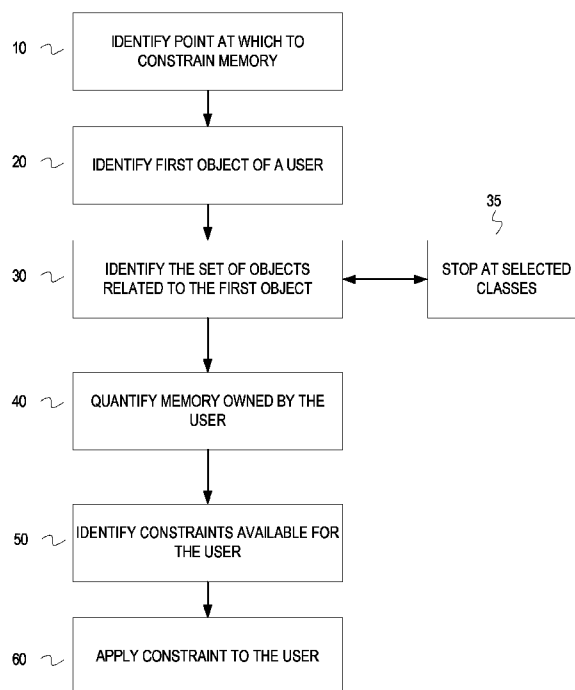 10
IDENTIFY POINT AT WHICH TO
CONSTRAIN MEMORY
20
IDENTIFY FIRST OBJECT OF A USER
35
30
IDENTIFY THE SET OF OBJECTS
RELATED TO THE FIRST OBJECT
STOP AT SELECTED
CLASSES
40
QUANTIFY MEMORY OWNED BY THE
USER
50
IDENTIFY CONSTRAINTS AVAILABLE FOR
THE USER
60
APPLY CONSTRAINT TO THE USER